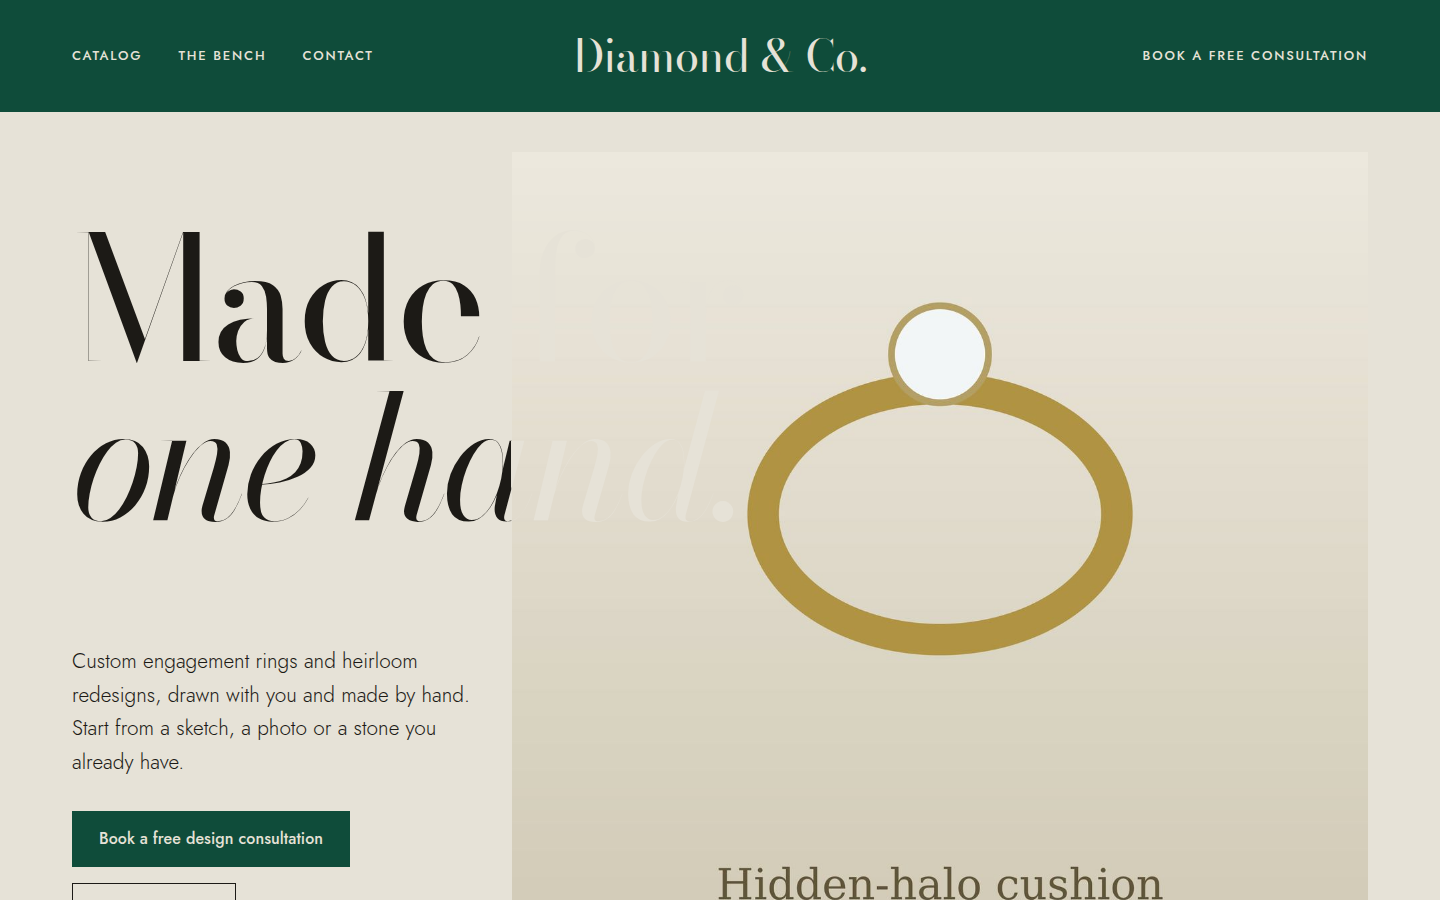 CATALOG THE BENCH CONTACT
Diamond & Co.
BOOK A FREE CONSULTATION
Made for
one hand.
Custom engagement rings and heirloom
redesigns, drawn with you and made by hand.
Start from a sketch, a photo or a stone you
already have.
Book a free design consultation
Hidden-halo cushion